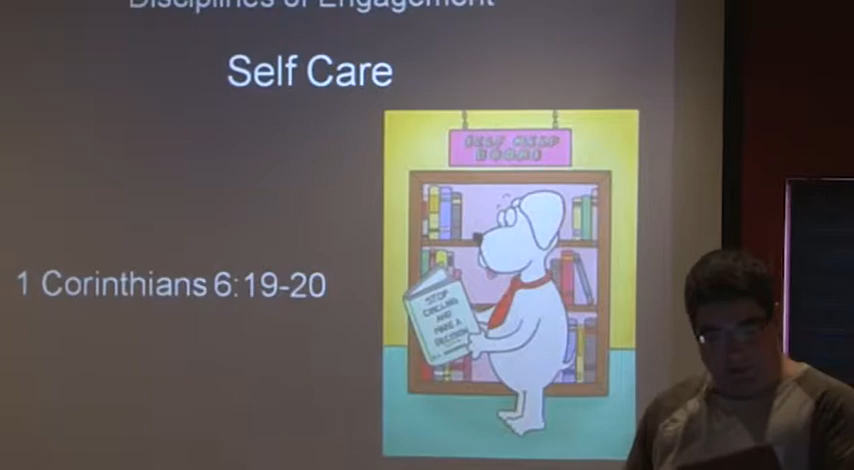 Disciplines of Engagement
Self Care
SELF HELP
BOOKS
1 Corinthians 6:19-20
STOP
CIRCLING
AND
MAKE A
DECISION